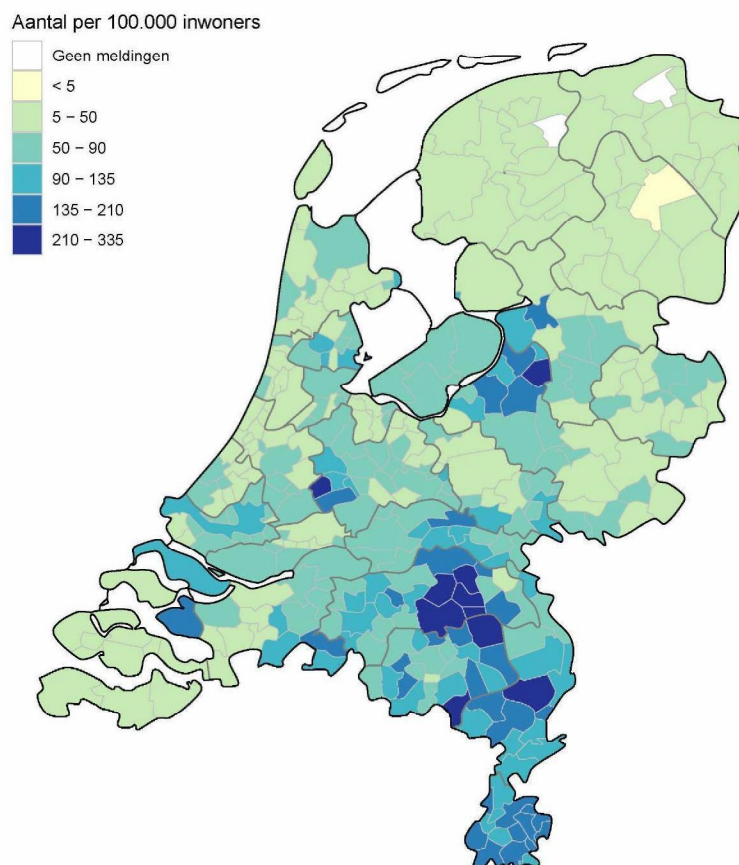 Aantal per 100.000 inwoners
Geen meldingen
< 5
5 – 50
50 – 90
90 – 135
135 – 210
210 – 335